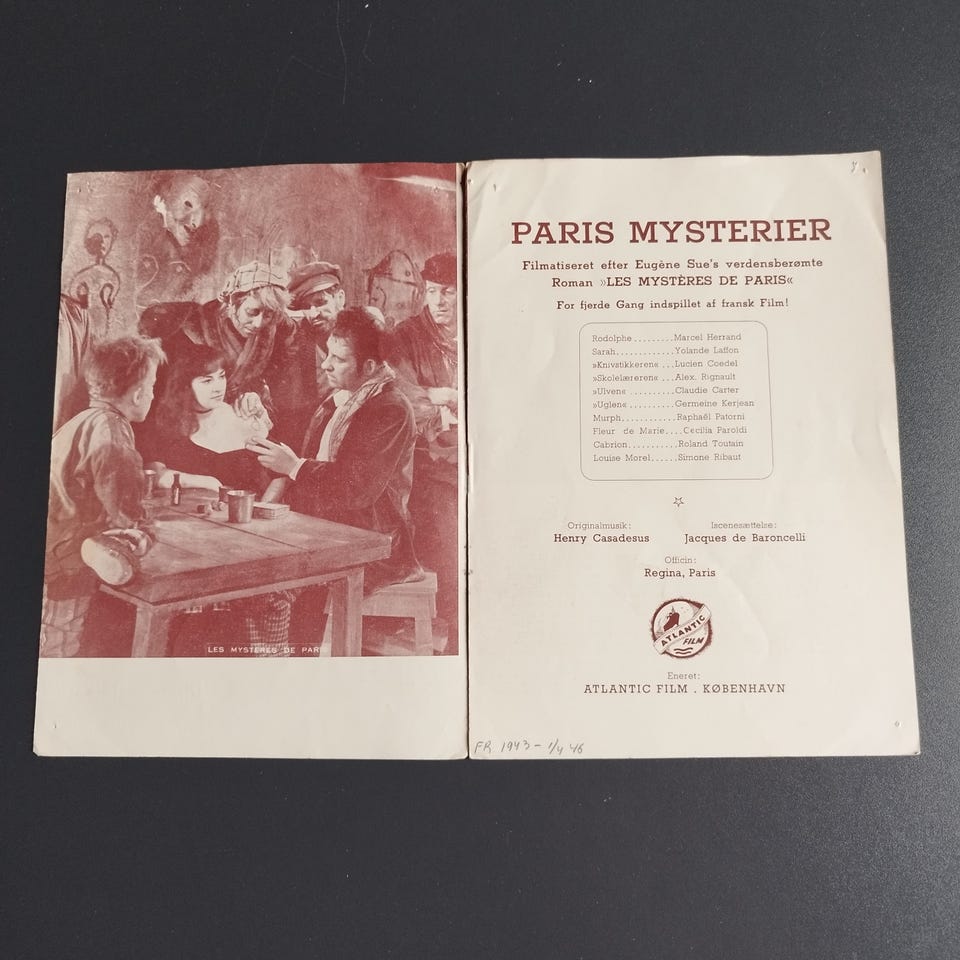 LES MYSTÈRES DE PARIS
PARIS MYSTERIER
Filmatiseret efter Eugène Sue's verdensberømte
Roman »LES MYSTÈRES DE PARIS«
For fjerde Gang indspillet af fransk Film!
Rodolphe.........Marcel Herrand
Sarah............Yolande Laffon
»Knivstikkeren« ...Lucien Coedel
»Skolelæreren« ...Alex. Rignault
»Ulven« ..........Claudie Carter
»Uglen« .........Germeine Kerjean
Murph...........Raphaël Patorni
Fleur de Marie....Cecilia Paroldi
Cabrion..........Roland Toutain
Louise Morel......Simone Ribaut
Originalmusik: Iscenesættelse:
Henry Casadesus Jacques de Baroncelli
Officin:
Regina, Paris
ATLANTIC
FILM
Eneret:
ATLANTIC FILM . KØBENHAVN
FR 1943 - 1/4 46